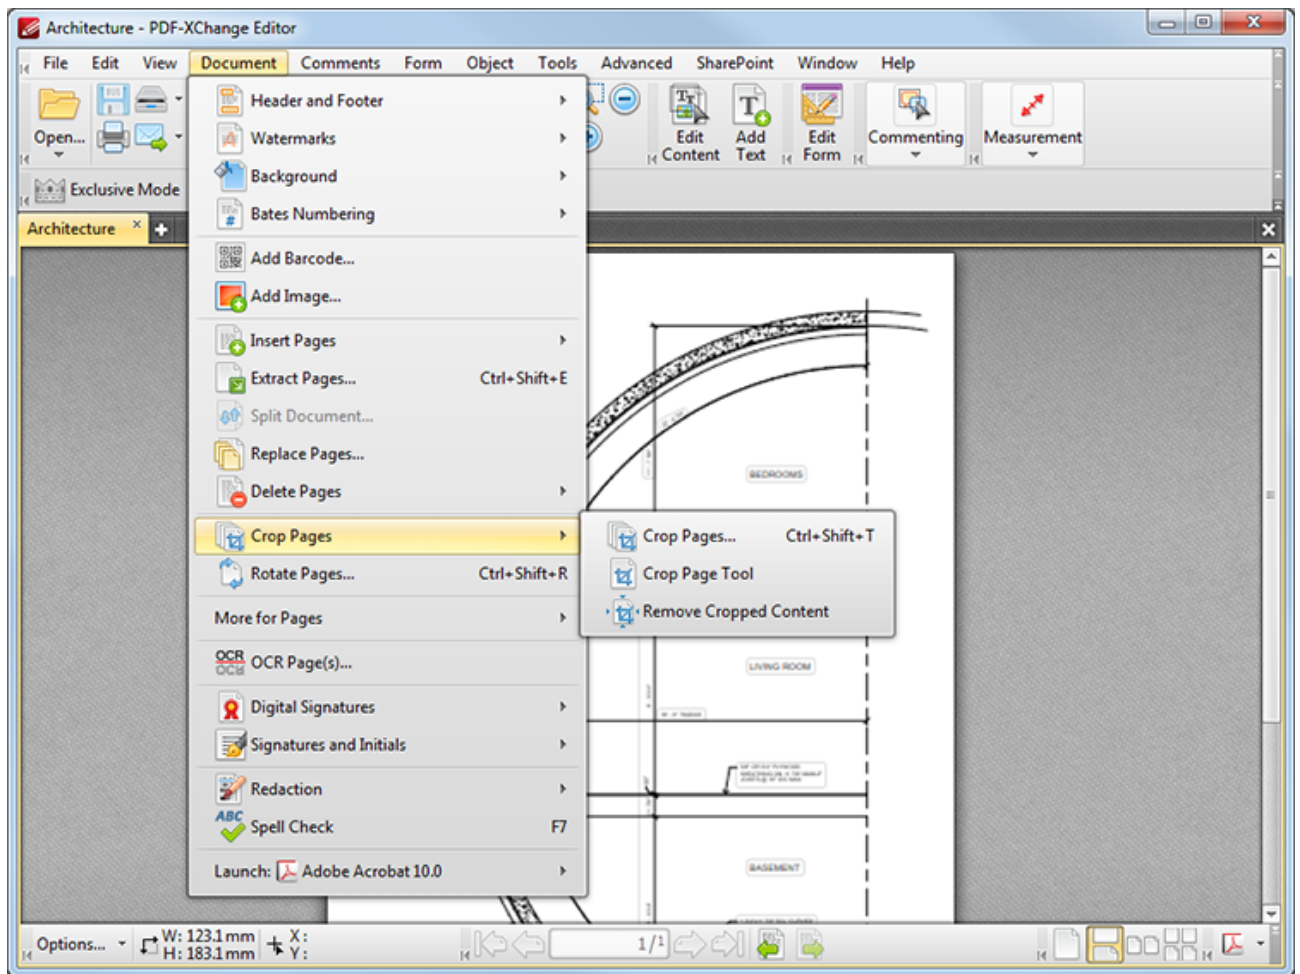 Architecture - PDF-XChange Editor
File Edit View Document Comments Form Object Tools Advanced SharePoint Window Help
Open...
Edit Content
Add Text
Edit Form
Commenting
Measurement
Exclusive Mode
Architecture
Header and Footer
Watermarks
Background
Bates Numbering
Add Barcode...
Add Image...
Insert Pages
Extract Pages... Ctrl+Shift+E
Split Document...
Replace Pages...
Delete Pages
Crop Pages
Rotate Pages... Ctrl+Shift+R
More for Pages
OCR OCR Page(s)...
Digital Signatures
Signatures and Initials
Redaction
ABC Spell Check F7
Launch: Adobe Acrobat 10.0
Crop Pages... Ctrl+Shift+T
Crop Page Tool
Remove Cropped Content
BEDROOMS
LIVING ROOM
BASEMENT
Options...
W: 123.1 mm
H: 183.1 mm
X:
Y:
1/1